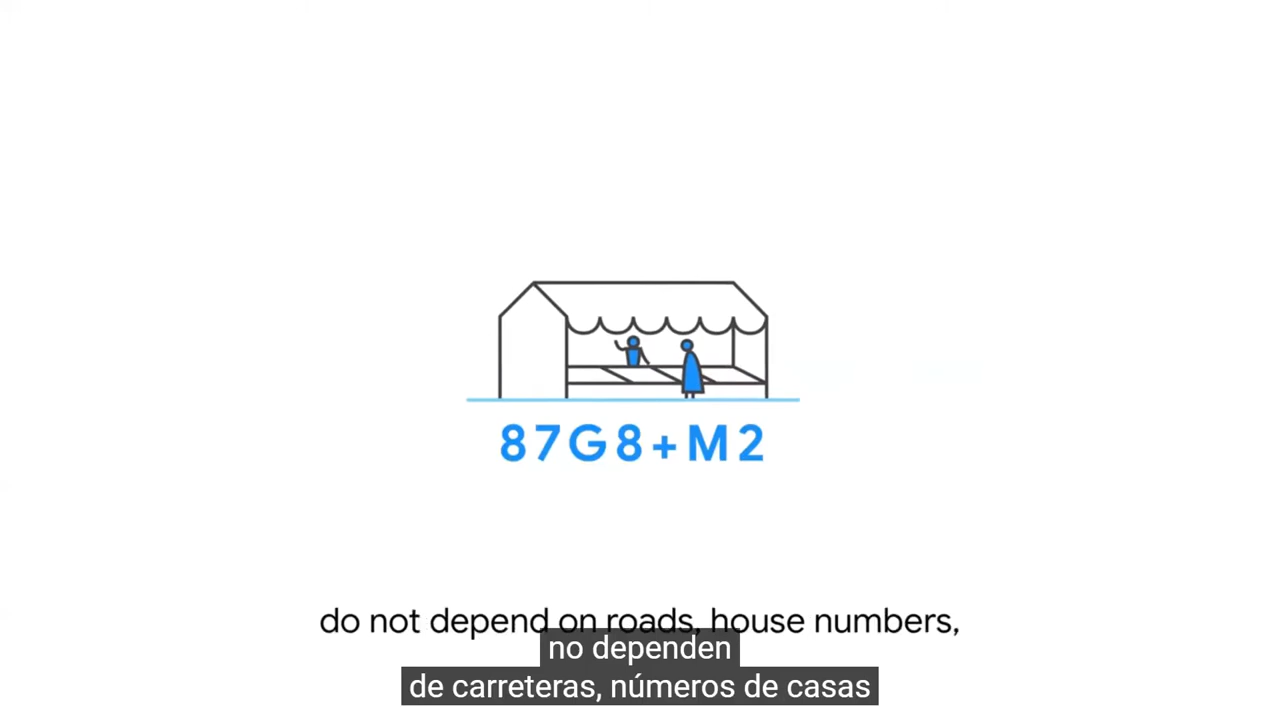 87G8+M2
do not depend on roads, house numbers,
no dependen
de carreteras, números de casas